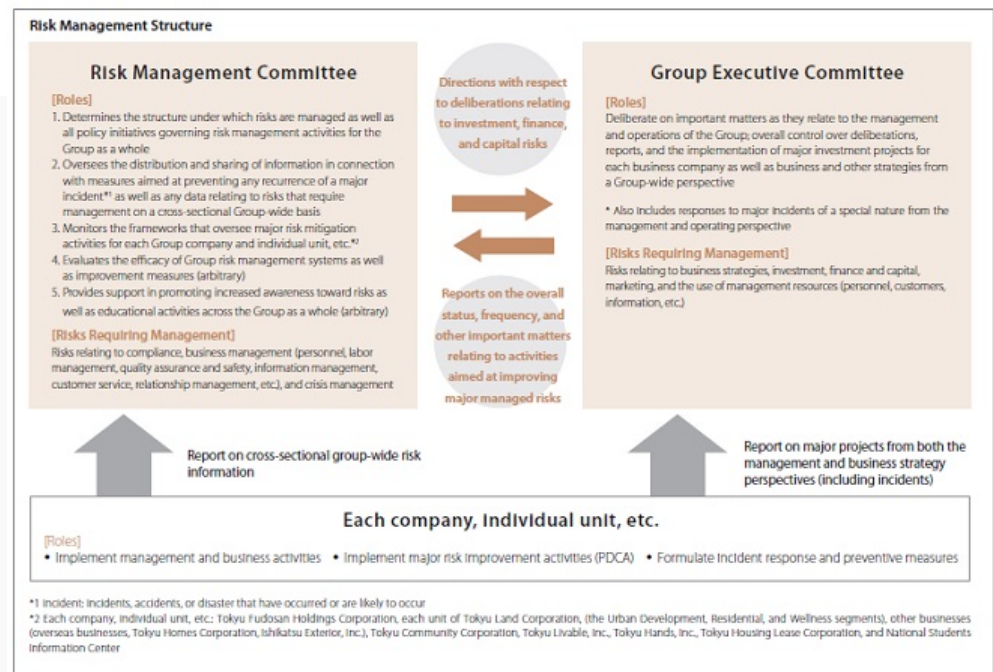 Risk Management Structure
Risk Management Committee
[Roles]
1. Determines the structure under which risks are managed as well as
all policy initiatives governing risk management activities for the
Group as a whole
2. Oversees the distribution and sharing of information in connection
with measures aimed at preventing any recurrence of a major
incident*1 as well as any data relating to risks that require
management on a cross-sectional Group-wide basis
3. Monitors the frameworks that oversee major risk mitigation
activities for each Group company and individual unit, etc.*2
4. Evaluates the efficacy of Group risk management systems as well
as improvement measures (arbitrary)
5. Provides support in promoting increased awareness toward risks as
well as educational activities across the Group as a whole (arbitrary)
[Risks Requiring Management]
Risks relating to compliance, business management (personnel, labor
management, quality assurance and safety, information management,
customer service, relationship management, etc.), and crisis management
Directions with respect
to deliberations relating
to investment, finance,
and capital risks
Reports on the overall
status, frequency, and
other important matters
relating to activities
aimed at improving
major managed risks
Group Executive Committee
[Roles]
Deliberate on important matters as they relate to the management
and operations of the Group; overall control over deliberations,
reports, and the implementation of major investment projects for
each business company as well as business and other strategies from
a Group-wide perspective
* Also includes responses to major incidents of a special nature from the
management and operating perspective
[Risks Requiring Management]
Risks relating to business strategies, investment, finance and capital,
marketing, and the use of management resources (personnel, customers,
information, etc.)
Report on cross-sectional group-wide risk
information
Report on major projects from both the
management and business strategy
perspectives (including incidents)
Each company, individual unit, etc.
[Roles]
• Implement management and business activities • Implement major risk improvement activities (PDCA) • Formulate incident response and preventive measures
*1 Incident: Incidents, accidents, or disaster that have occurred or are likely to occur
*2 Each company, individual unit, etc.: Tokyu Fudosan Holdings Corporation, each unit of Tokyu Land Corporation, (the Urban Development, Residential, and Wellness segments), other businesses
(overseas businesses, Tokyu Homes Corporation, Ishikatsu Exterior, Inc.), Tokyu Community Corporation, Tokyu Livable, Inc., Tokyu Hands, Inc., Tokyu Housing Lease Corporation, and National Students
Information Center